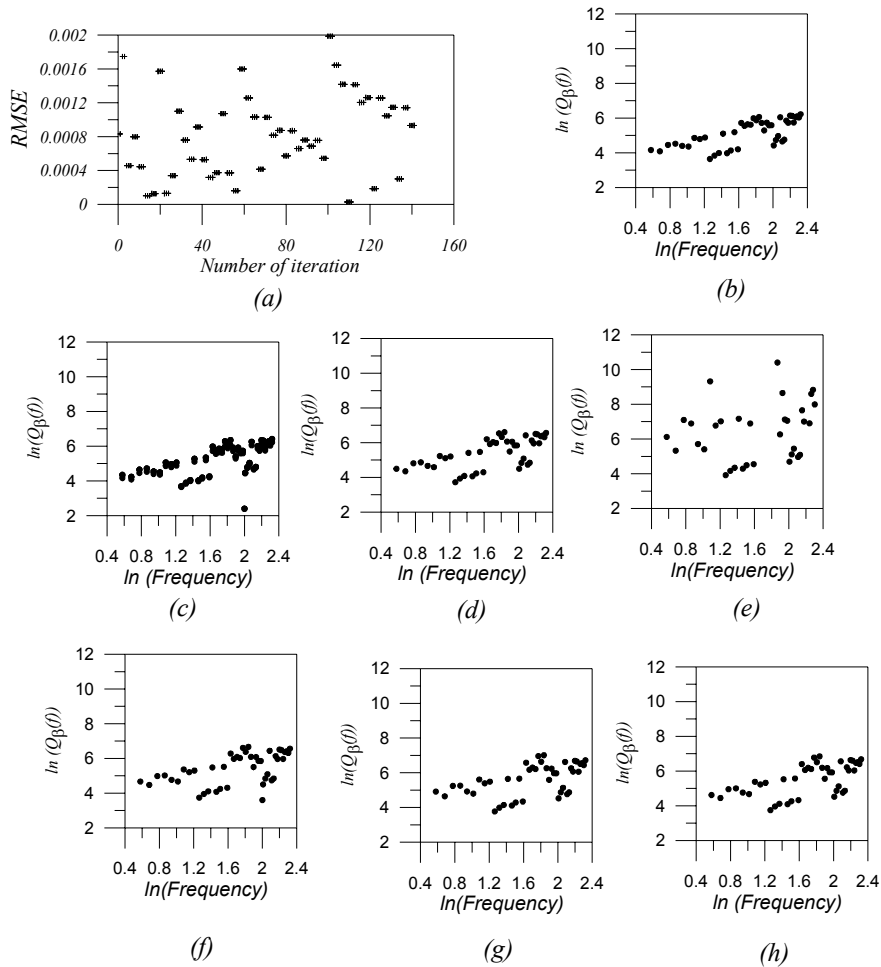 0.002
0.0016
0.0012
0.0008
0.0004
0
RMSE
0 40 80 120 160
Number of iteration
(a)
12
10
8
6
4
2
ln (Qβ(f))
0.4 0.8 1.2 1.6 2 2.4
ln(Frequency)
(b)
12
10
8
6
4
2
ln(Qβ(f))
0.4 0.8 1.2 1.6 2 2.4
ln (Frequency)
(c)
12
10
8
6
4
2
ln(Qβ(f))
0.4 0.8 1.2 1.6 2 2.4
ln (Frequency)
(d)
12
10
8
6
4
2
ln (Qβ(f))
0.4 0.8 1.2 1.6 2 2.4
ln(Frequency)
(e)
12
10
8
6
4
2
ln (Qβ(f))
0.4 0.8 1.2 1.6 2 2.4
ln(Frequency)
(f)
12
10
8
6
4
2
ln(Qβ(f))
0.4 0.8 1.2 1.6 2 2.4
ln(Frequency)
(g)
12
10
8
6
4
2
ln(Qβ(f))
0.4 0.8 1.2 1.6 2 2.4
ln (Frequency)
(h)